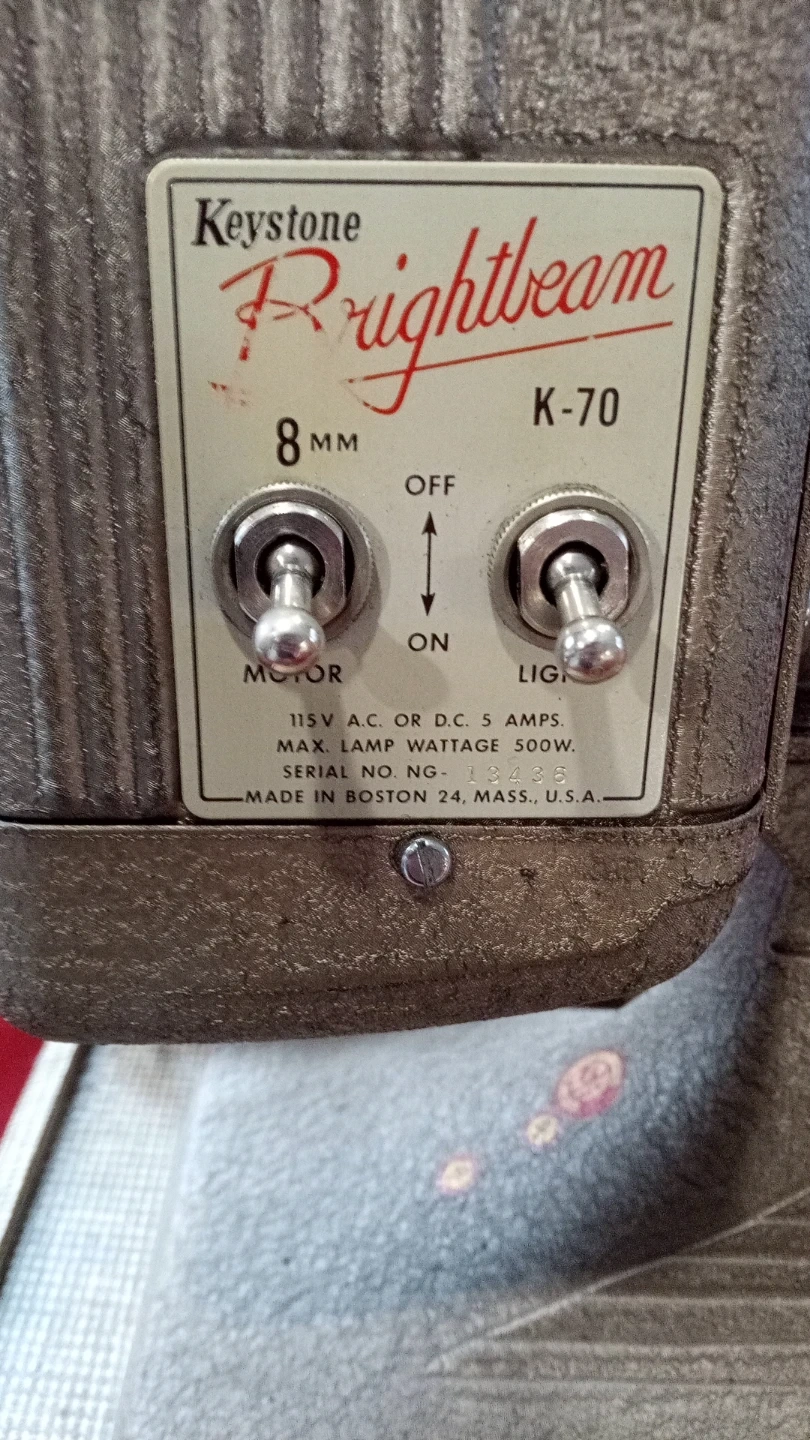 Keystone
Brightbeam
K-70
8 MM
OFF
ON
MOTOR LIGHT
115V A.C. OR D.C. 5 AMPS.
MAX. LAMP WATTAGE 500W.
SERIAL NO. NG- 13436
MADE IN BOSTON 24, MASS., U.S.A.